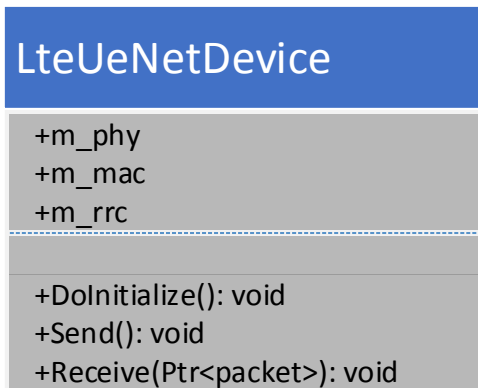 LteUeNetDevice
+m_phy
+m_mac
+m_rrc
+DoInitialize(): void
+Send(): void
+Receive(Ptr<packet>): void